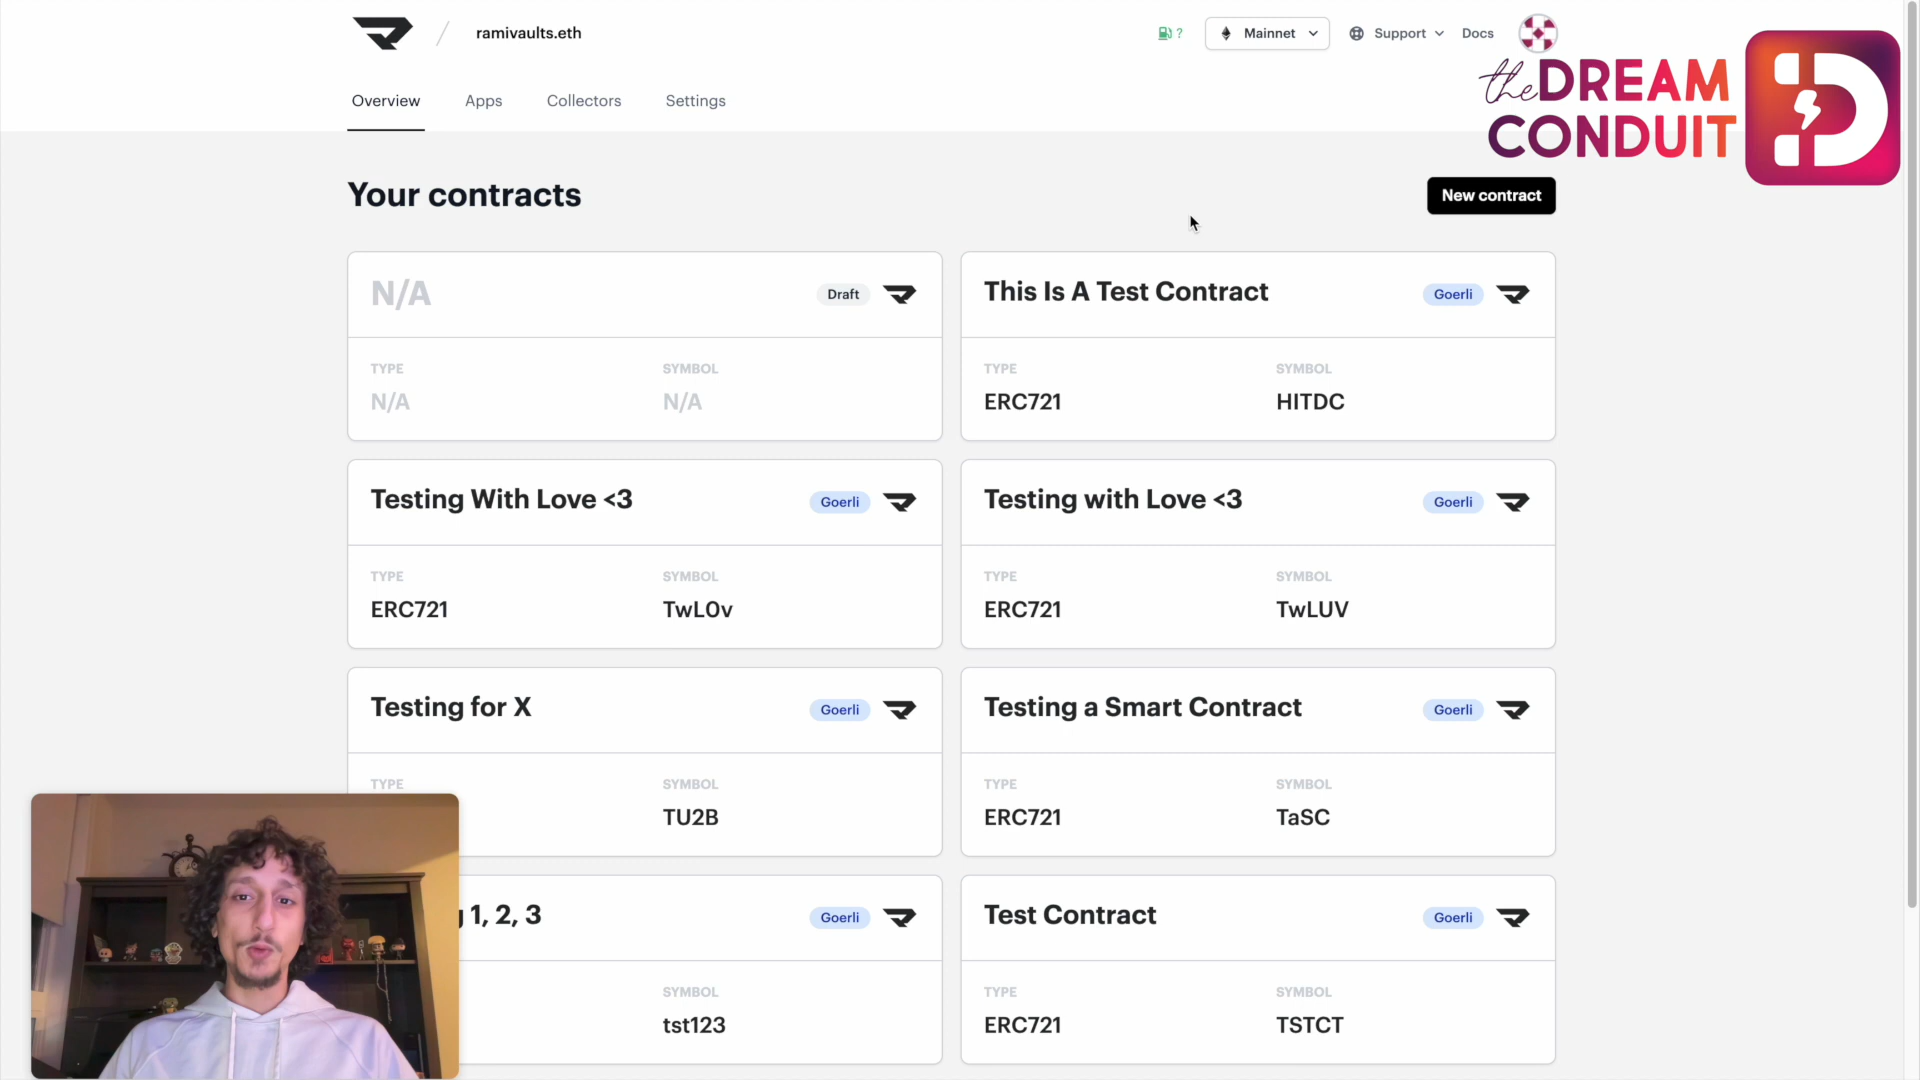 ramivaults.eth
?
Mainnet
Support
Docs
the DREAM
CONDUIT
Overview
Apps
Collectors
Settings
Your contracts
New contract
N/A
Draft
TYPE
SYMBOL
N/A
N/A
This Is A Test Contract
Goerli
TYPE
SYMBOL
ERC721
HITDC
Testing With Love <3
Goerli
TYPE
SYMBOL
ERC721
TwL0v
Testing with Love <3
Goerli
TYPE
SYMBOL
ERC721
TwLUV
Testing for X
Goerli
TYPE
SYMBOL
TU2B
Testing a Smart Contract
Goerli
TYPE
SYMBOL
ERC721
TaSC
1, 2, 3
Goerli
SYMBOL
tst123
Test Contract
Goerli
TYPE
SYMBOL
ERC721
TSTCT